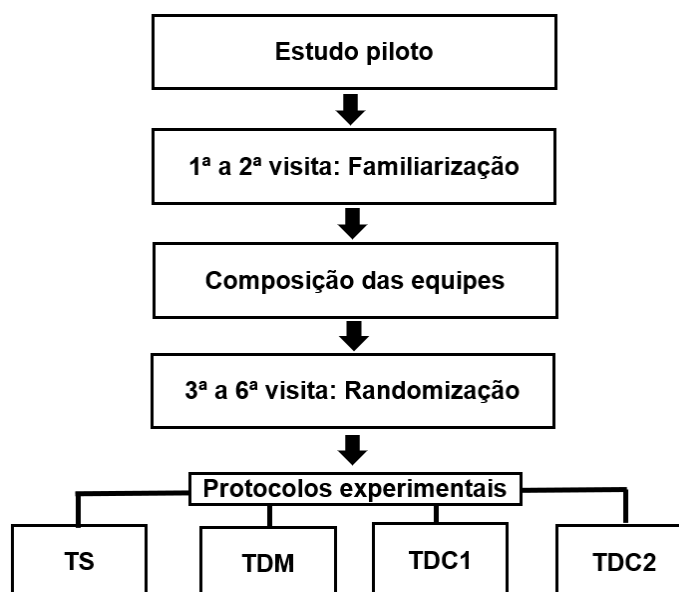 Estudo piloto
1ª a 2ª visita: Familiarização
Composição das equipes
3ª a 6ª visita: Randomização
Protocolos experimentais
TS
TDM
TDC1
TDC2